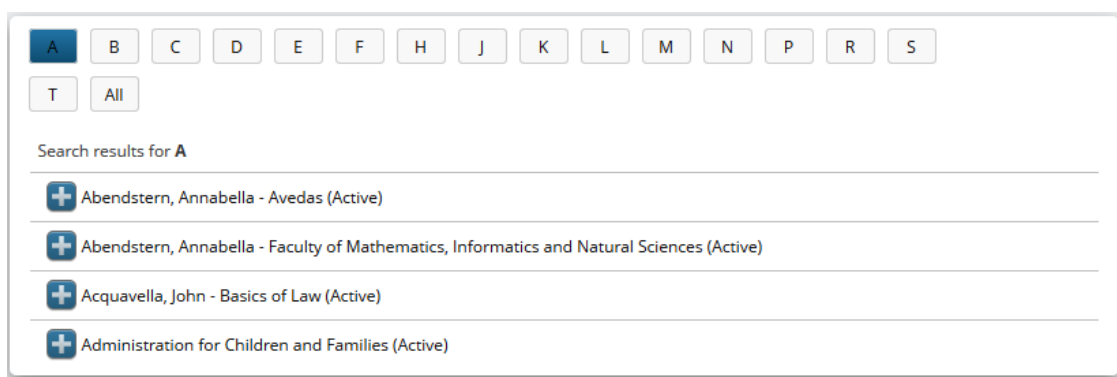 A B C D E F H J K L M N P R S
T All
Search results for A
Abendstern, Annabella - Avedas (Active)
Abendstern, Annabella - Faculty of Mathematics, Informatics and Natural Sciences (Active)
Acquavella, John - Basics of Law (Active)
Administration for Children and Families (Active)